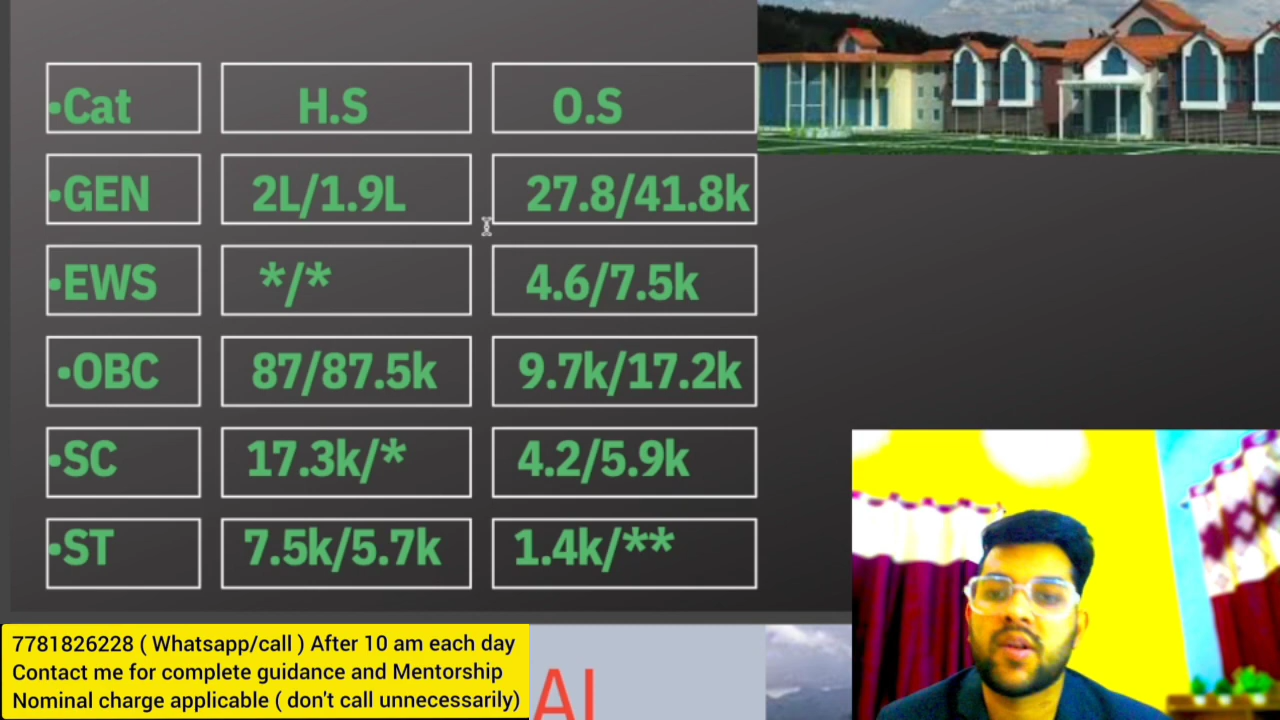 •Cat H.S O.S
•GEN 2L/1.9L 27.8/41.8k
•EWS */* 4.6/7.5k
•OBC 87/87.5k 9.7k/17.2k
•SC 17.3k/* 4.2/5.9k
•ST 7.5k/5.7k 1.4k/**
7781826228 ( Whatsapp/call ) After 10 am each day
Contact me for complete guidance and Mentorship
Nominal charge applicable ( don't call unnecessarily)